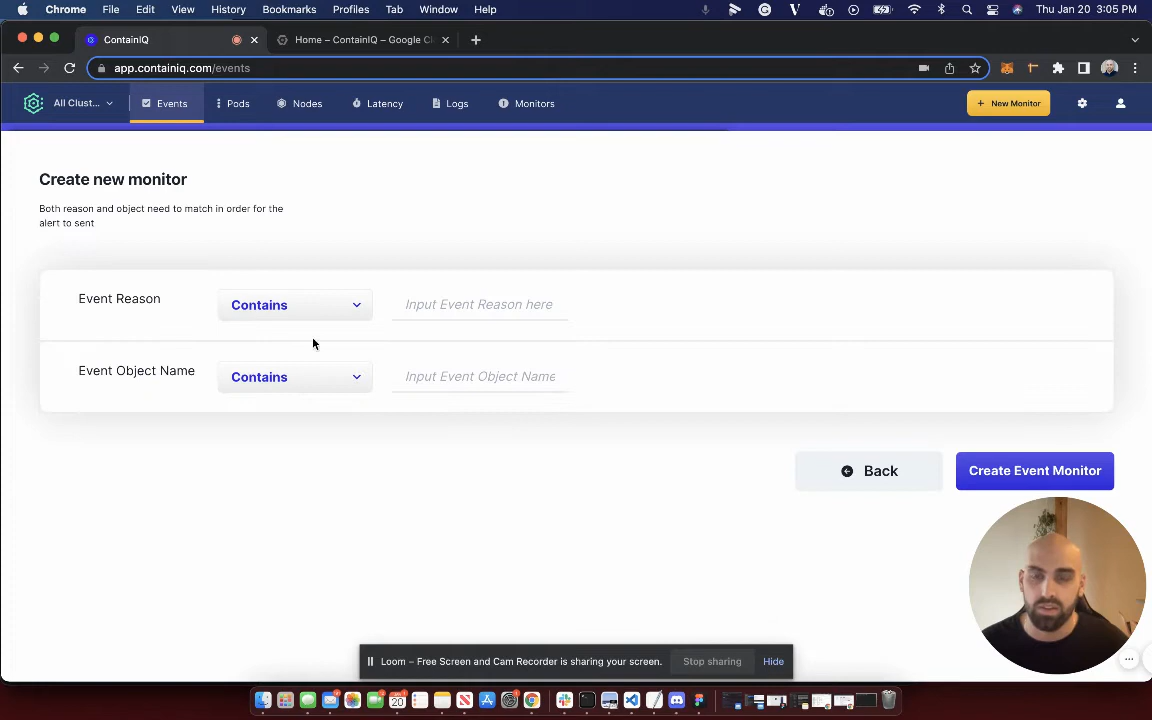 Chrome File Edit View History Bookmarks Profiles Tab Window Help Thu Jan 20 3:05 PM
ContainIQ
Home – ContainIQ – Google Cl
app.containiq.com/events
All Clust...
Events
Pods
Nodes
Latency
Logs
Monitors
+ New Monitor
Create new monitor
Both reason and object need to match in order for the
alert to sent
Event Reason Contains Input Event Reason here
Event Object Name Contains Input Event Object Name
Back
Create Event Monitor
Loom – Free Screen and Cam Recorder is sharing your screen. Stop sharing Hide